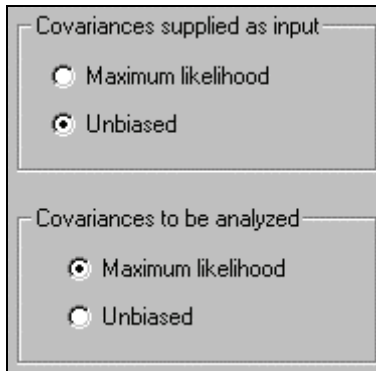 Covariances supplied as input
Maximum likelihood
Unbiased
Covariances to be analyzed
Maximum likelihood
Unbiased